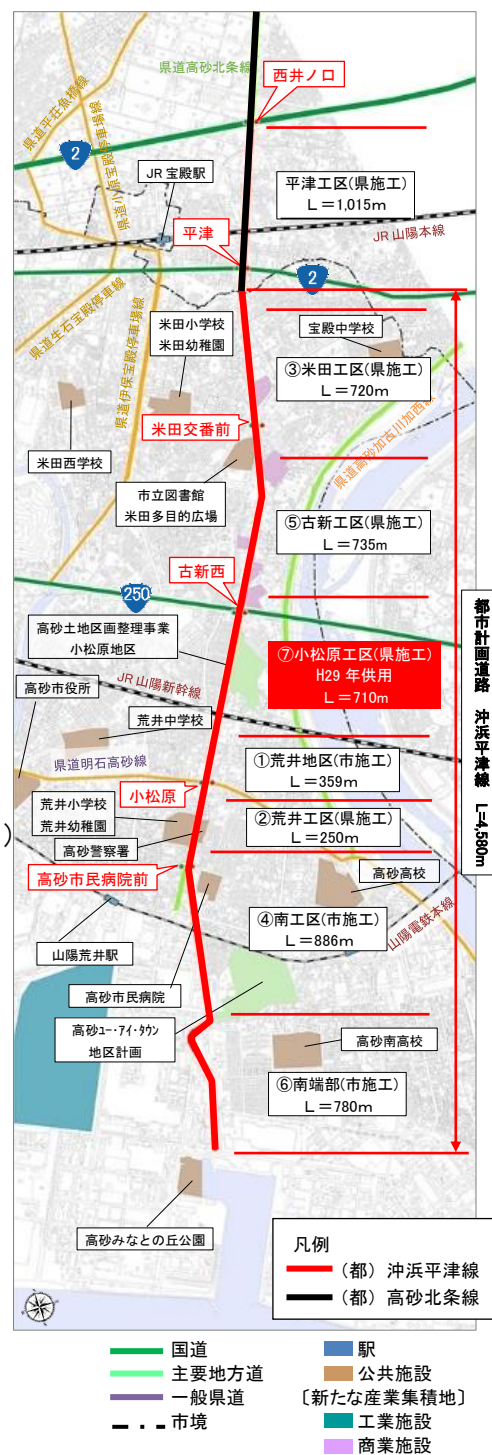 県道高砂北条線
西井ノ口
県道平荘魚橋線
県道小原宝殿停車場線
2
JR 宝殿駅
平津工区(県施工)
L=1,015m
平津
JR 山陽本線
2
県道生石宝殿停車線
県道伊保宝殿停車場線
米田小学校
米田幼稚園
宝殿中学校
③米田工区(県施工)
L=720m
米田交番前
県道高砂加古川加西線
米田西学校
市立図書館
米田多目的広場
⑤古新工区(県施工)
L=735m
古新西
250
高砂土地区画整理事業
小松原地区
⑦小松原工区(県施工)
H29 年供用
L=710m
都市計画道路 沖浜平津線 L=4,580m
JR 山陽新幹線
高砂市役所
荒井中学校
①荒井地区(市施工)
L=359m
県道明石高砂線
小松原
荒井小学校
荒井幼稚園
②荒井工区(県施工)
L=250m
)
高砂警察署
高砂市民病院前
高砂高校
④南工区(市施工)
L=886m
山陽電鉄本線
山陽荒井駅
高砂市民病院
高砂ユー・アイ・タウン
地区計画
高砂南高校
⑥南端部(市施工)
L=780m
高砂みなとの丘公園
凡例
(都) 沖浜平津線
(都) 高砂北条線
国道
主要地方道
一般県道
市境
駅
公共施設
〔新たな産業集積地〕
工業施設
商業施設